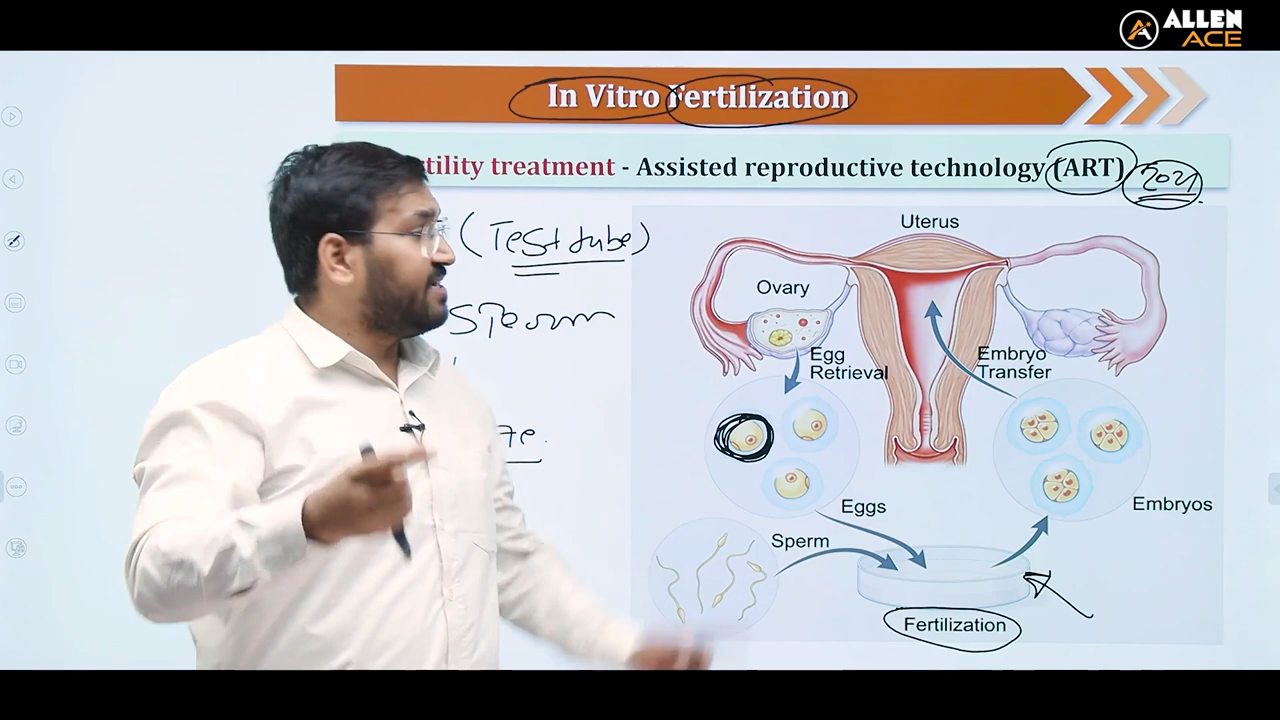 ALLEN
ACE
In Vitro Fertilization
tility treatment - Assisted reproductive technology (ART) 2021
(Test tube)
Uterus
Ovary
Sperm
Egg
Retrieval
Embryo
Transfer
Eggs
Embryos
Sperm
Fertilization